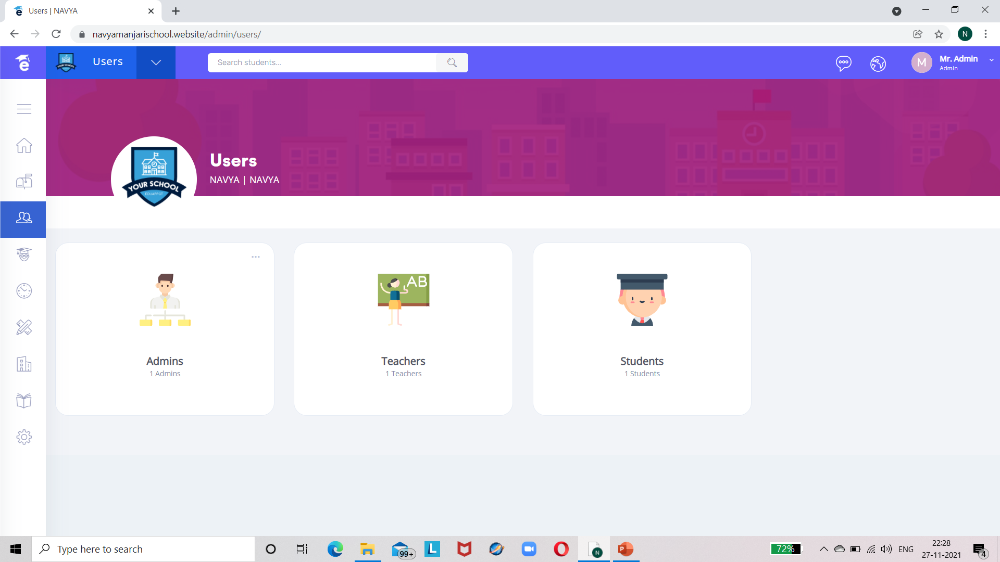 Users | NAVYA
navyamanjarischool.website/admin/users/
N
e
YOUR SCHOOL
Users
Search students...
M
Mr. Admin
Admin
Users
NAVYA | NAVYA
YOUR SCHOOL
EDUAPPGT
AB
Admins
1 Admins
Teachers
1 Teachers
Students
1 Students
Type here to search
99+
L
N
P
72%
ENG
22:28
27-11-2021
4